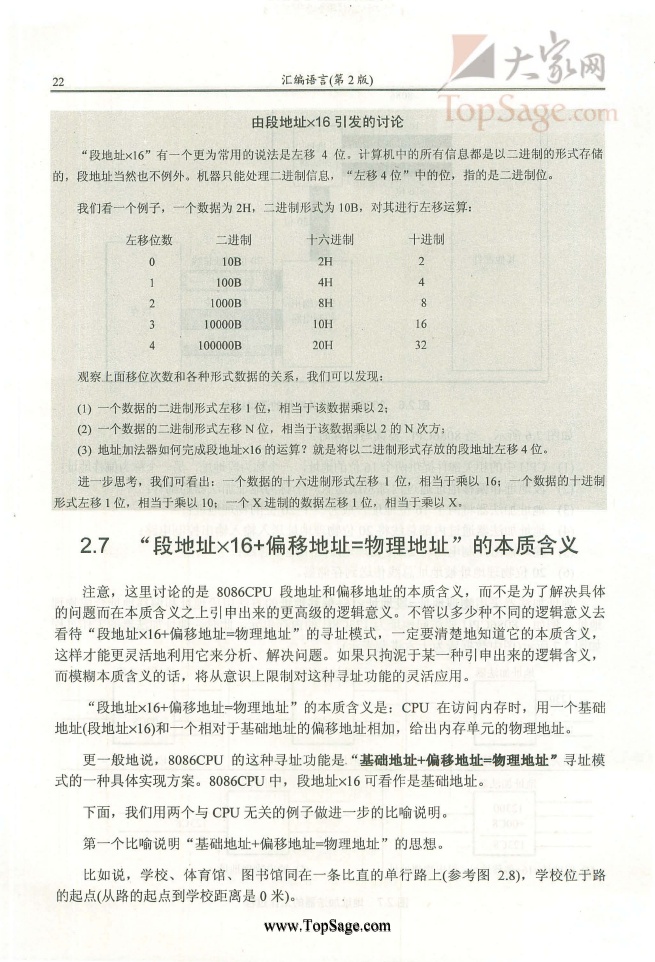 大家网
TopSage.com
22 汇编语言(第 2 版)
由段地址×16 引发的讨论
“段地址×16”有一个更为常用的说法是左移 4 位。计算机中的所有信息都是以二进制的形式存储
的，段地址当然也不例外。机器只能处理二进制信息，“左移 4 位”中的位，指的是二进制位。
我们看一个例子，一个数据为 2H，二进制形式为 10B，对其进行左移运算：
左移位数 二进制 十六进制 十进制
0 10B 2H 2
1 100B 4H 4
2 1000B 8H 8
3 10000B 10H 16
4 100000B 20H 32
观察上面移位次数和各种形式数据的关系，我们可以发现：
(1) 一个数据的二进制形式左移 1 位，相当于该数据乘以 2；
(2) 一个数据的二进制形式左移 N 位，相当于该数据乘以 2 的 N 次方；
(3) 地址加法器如何完成段地址×16 的运算？就是将以二进制形式存放的段地址左移 4 位。
进一步思考，我们可看出：一个数据的十六进制形式左移 1 位，相当于乘以 16；一个数据的十进制
形式左移 1 位，相当于乘以 10；一个 X 进制的数据左移 1 位，相当于乘以 X。
2.7 “段地址×16+偏移地址=物理地址”的本质含义
注意，这里讨论的是 8086CPU 段地址和偏移地址的本质含义，而不是为了解决具体
的问题而在本质含义之上引申出来的更高级的逻辑意义。不管以多少种不同的逻辑意义去
看待“段地址×16+偏移地址=物理地址”的寻址模式，一定要清楚地知道它的本质含义，
这样才能更灵活地利用它来分析、解决问题。如果只拘泥于某一种引申出来的逻辑含义，
而模糊本质含义的话，将从意识上限制对这种寻址功能的灵活应用。
“段地址×16+偏移地址=物理地址”的本质含义是：CPU 在访问内存时，用一个基础
地址(段地址×16)和一个相对于基础地址的偏移地址相加，给出内存单元的物理地址。
更一般地说，8086CPU 的这种寻址功能是“基础地址+偏移地址=物理地址”寻址模
式的一种具体实现方案。8086CPU 中，段地址×16 可看作是基础地址。
下面，我们用两个与 CPU 无关的例子做进一步的比喻说明。
第一个比喻说明“基础地址+偏移地址=物理地址”的思想。
比如说，学校、体育馆、图书馆同在一条比直的单行路上(参考图 2.8)，学校位于路
的起点(从路的起点到学校距离是 0 米)。
www.TopSage.com